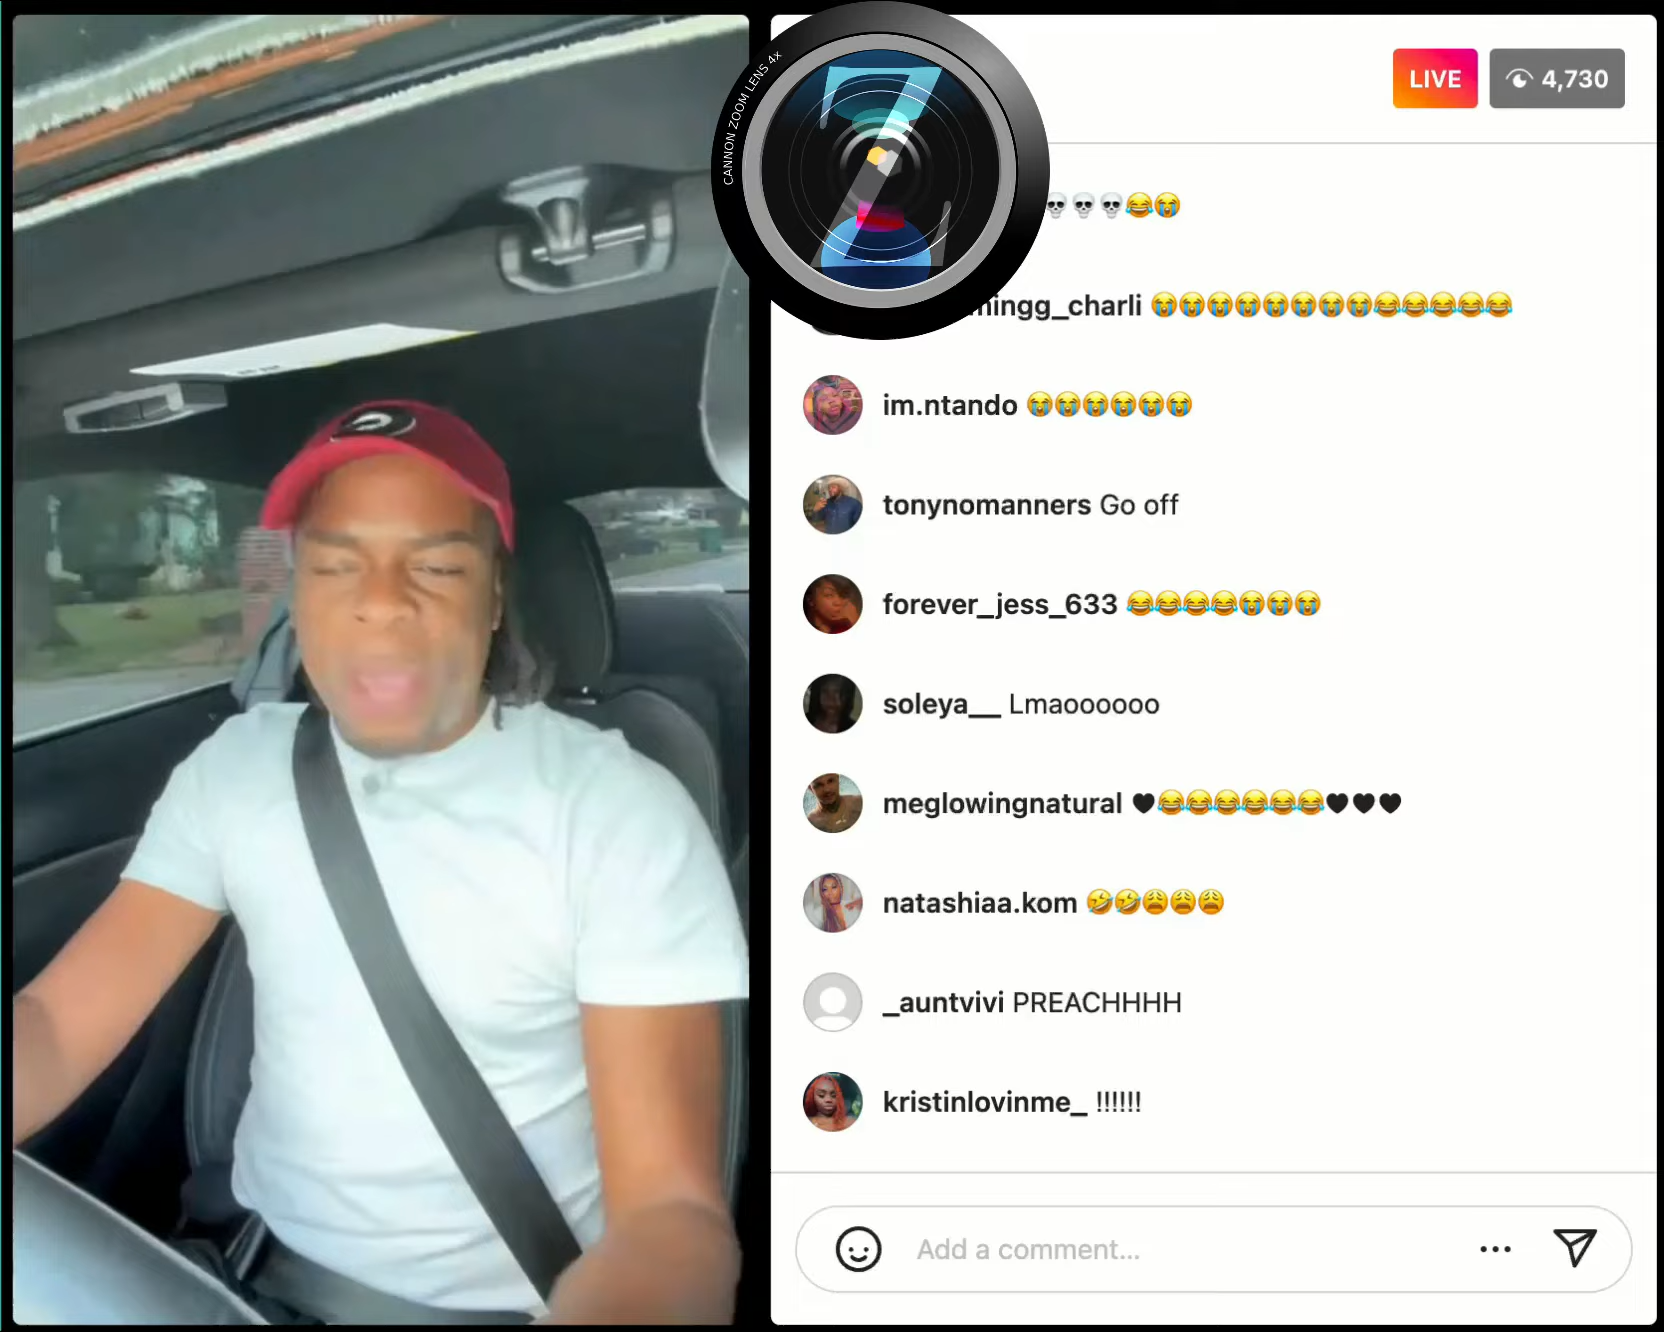 CANNON ZOOM LENS 4x
LIVE
4,730
💀💀💀😂😭
mingg_charli 😭😭😭😭😭😭😭😭😂😂😂😂😂
im.ntando 😭😭😭😭😭😭
tonynomanners Go off
forever_jess_633 😂😂😂😂😭😭😭
soleya__ Lmaoooooo
meglowingnatural 🖤😂😂😂😂😂😂🖤🖤🖤
natashiaa.kom 🤣🤣😩😩😩
_auntvivi PREACHHHH
kristinlovinme_ !!!!!!
Add a comment...